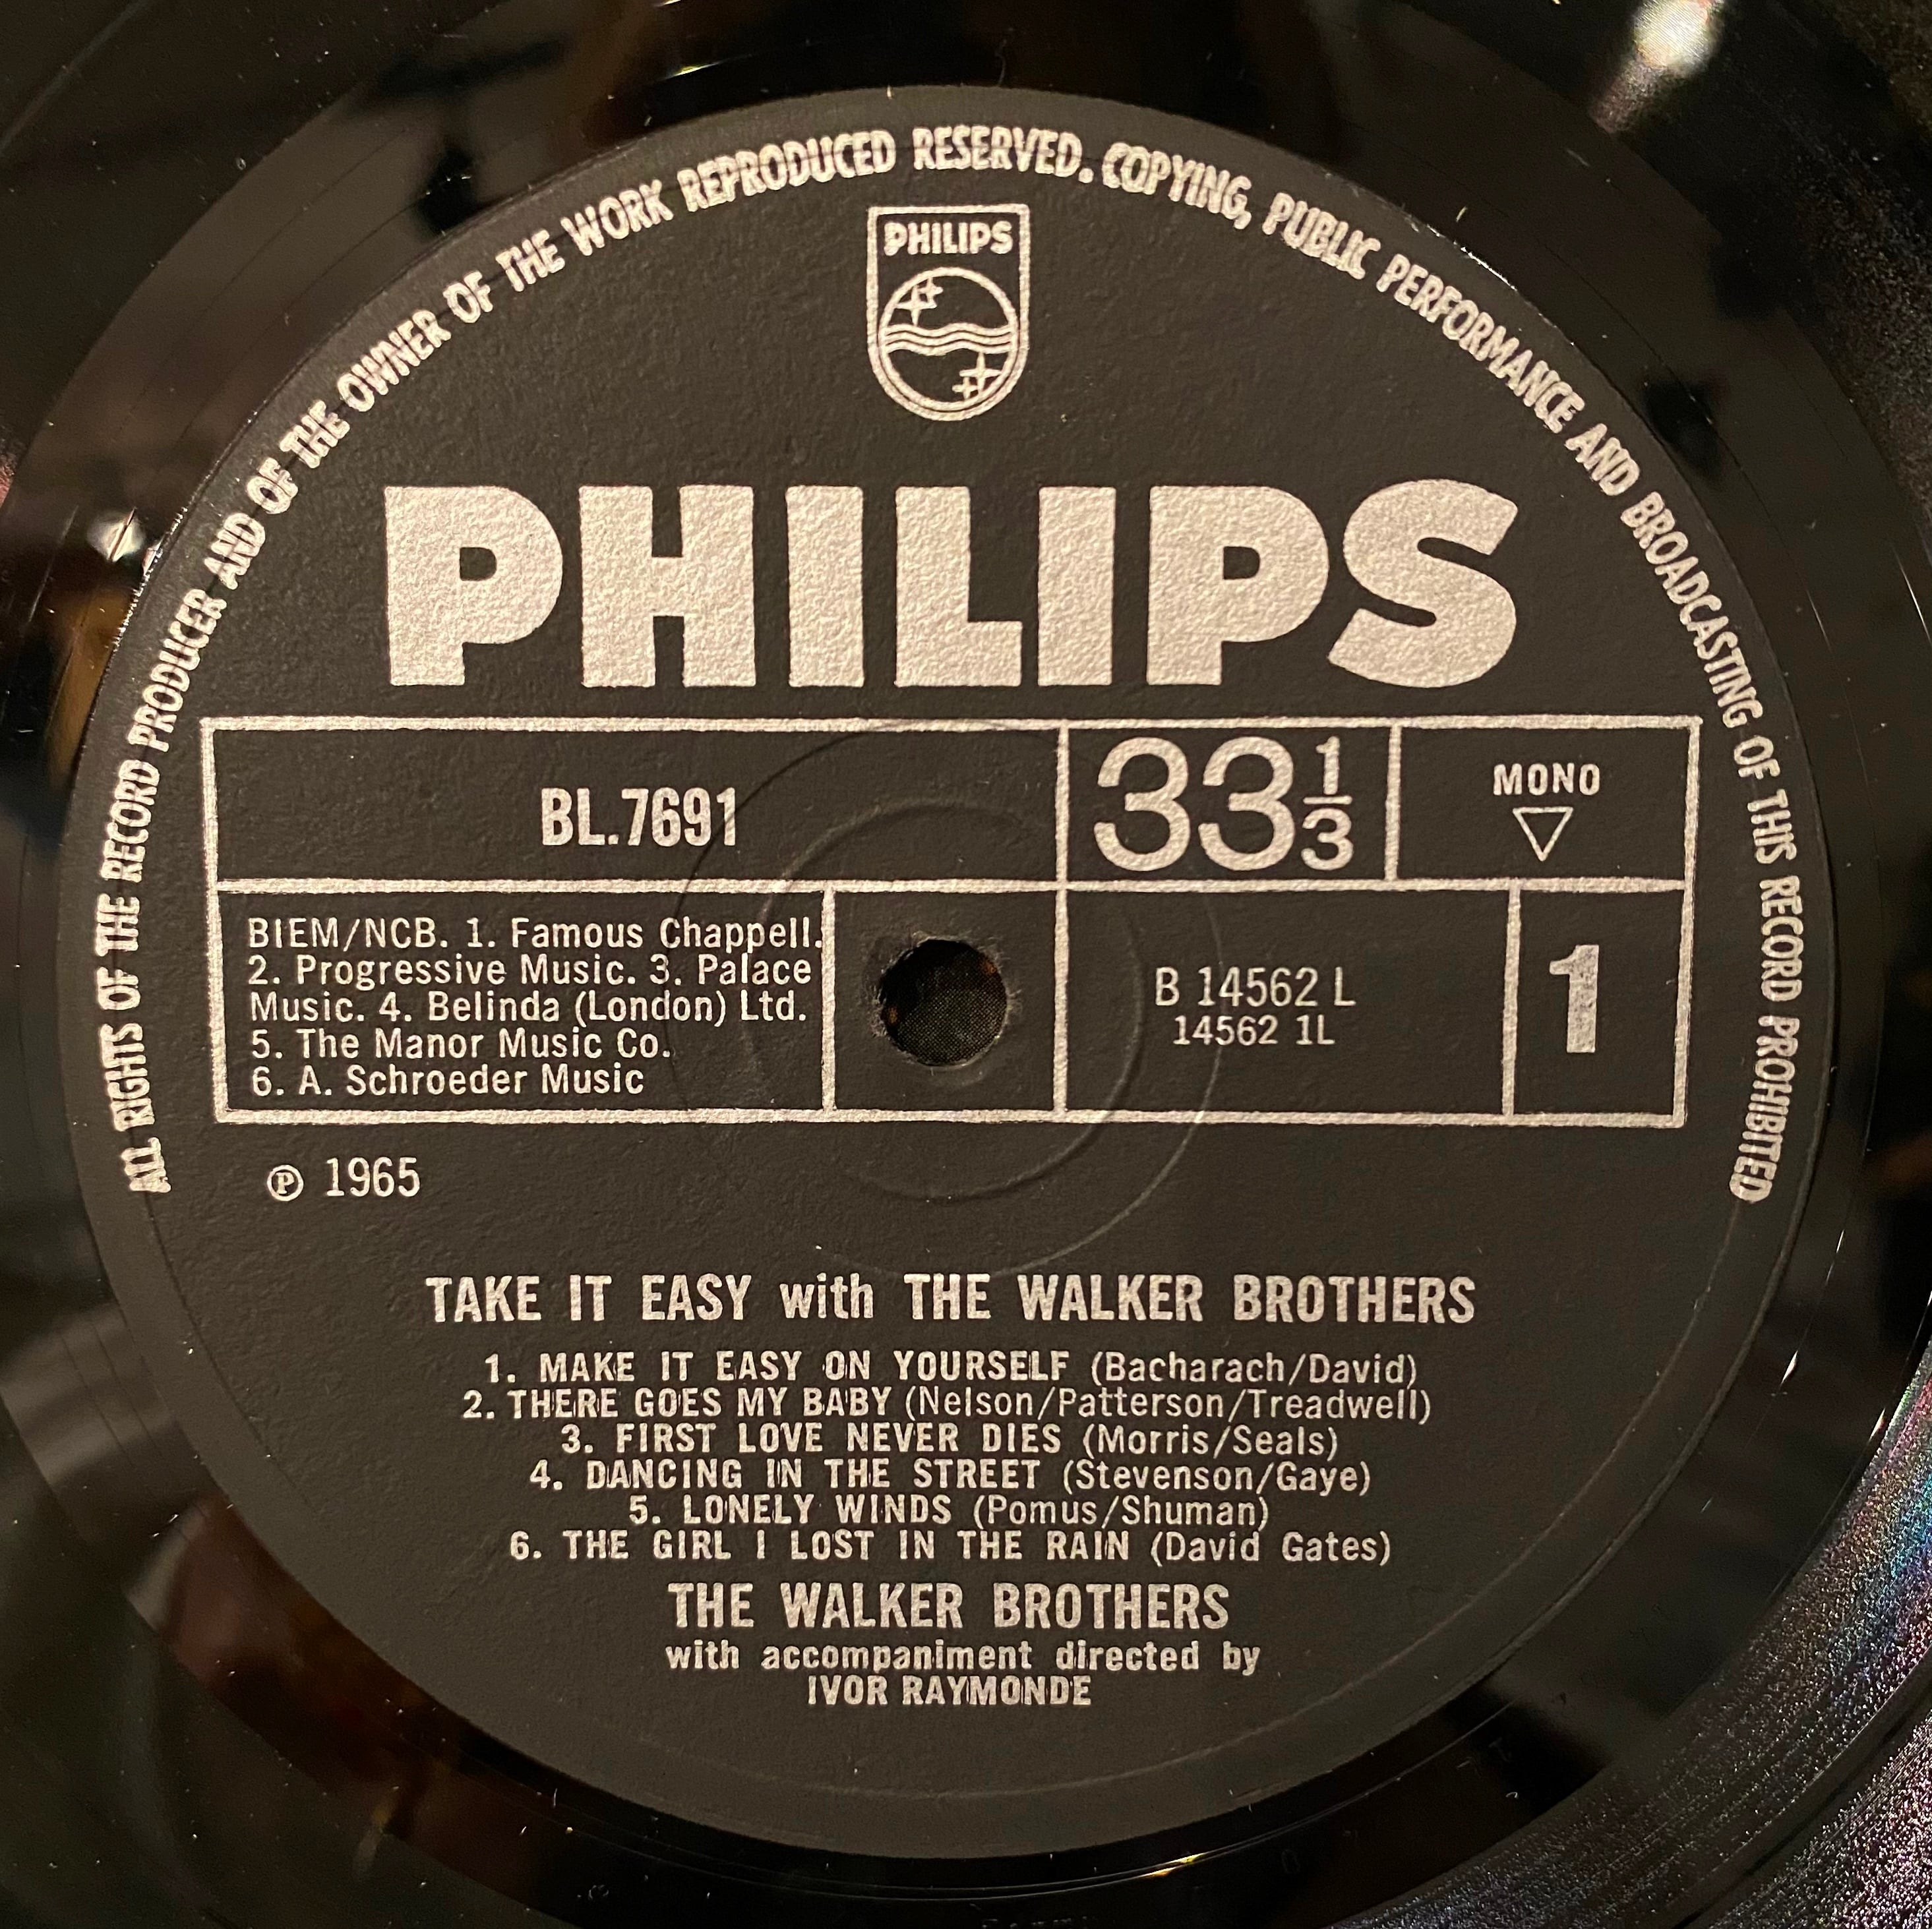 ALL RIGHTS OF THE RECORD PRODUCER AND OF THE OWNER OF THE WORK REPRODUCED RESERVED. COPYING, PUBLIC PERFORMANCE AND BROADCASTING OF THIS RECORD PROHIBITED
PHILIPS
PHILIPS
BL.7691
33 1/3
MONO
BIEM/NCB. 1. Famous Chappell.
2. Progressive Music. 3. Palace
Music. 4. Belinda (London) Ltd.
5. The Manor Music Co.
6. A. Schroeder Music
B 14562 L
14562 1L
1
℗ 1965
TAKE IT EASY with THE WALKER BROTHERS
1. MAKE IT EASY ON YOURSELF (Bacharach/David)
2. THERE GOES MY BABY (Nelson/Patterson/Treadwell)
3. FIRST LOVE NEVER DIES (Morris/Seals)
4. DANCING IN THE STREET (Stevenson/Gaye)
5. LONELY WINDS (Pomus/Shuman)
6. THE GIRL I LOST IN THE RAIN (David Gates)
THE WALKER BROTHERS
with accompaniment directed by
IVOR RAYMONDE